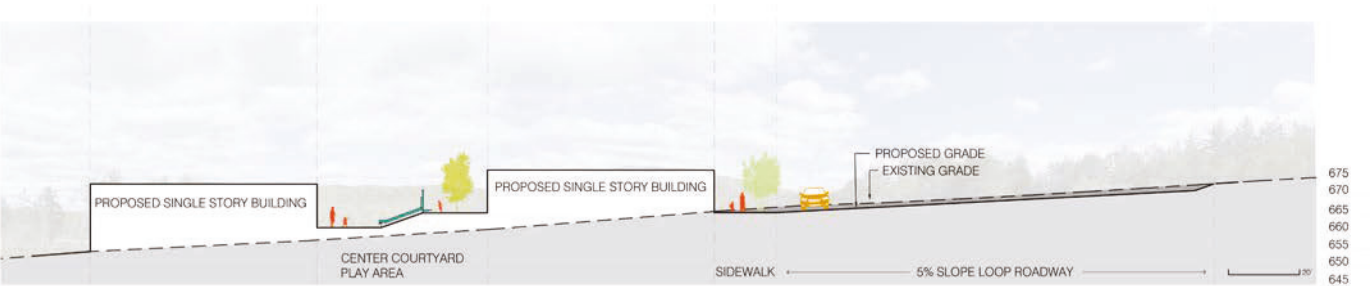 PROPOSED GRADE
EXISTING GRADE
PROPOSED SINGLE STORY BUILDING
PROPOSED SINGLE STORY BUILDING
CENTER COURTYARD
PLAY AREA
SIDEWALK
5% SLOPE LOOP ROADWAY
20'
675
670
665
660
655
650
645